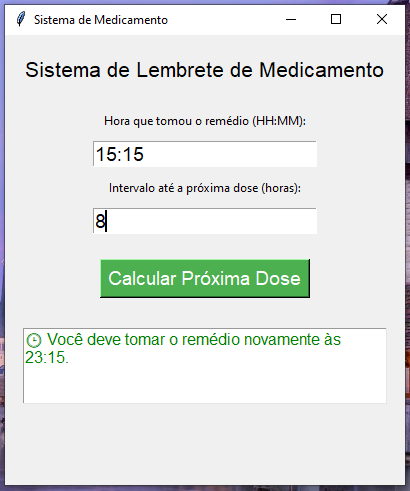 Sistema de Medicamento
Sistema de Lembrete de Medicamento
Hora que tomou o remédio (HH:MM):
15:15
Intervalo até a próxima dose (horas):
8
Calcular Próxima Dose
🕒 Você deve tomar o remédio novamente às
23:15.